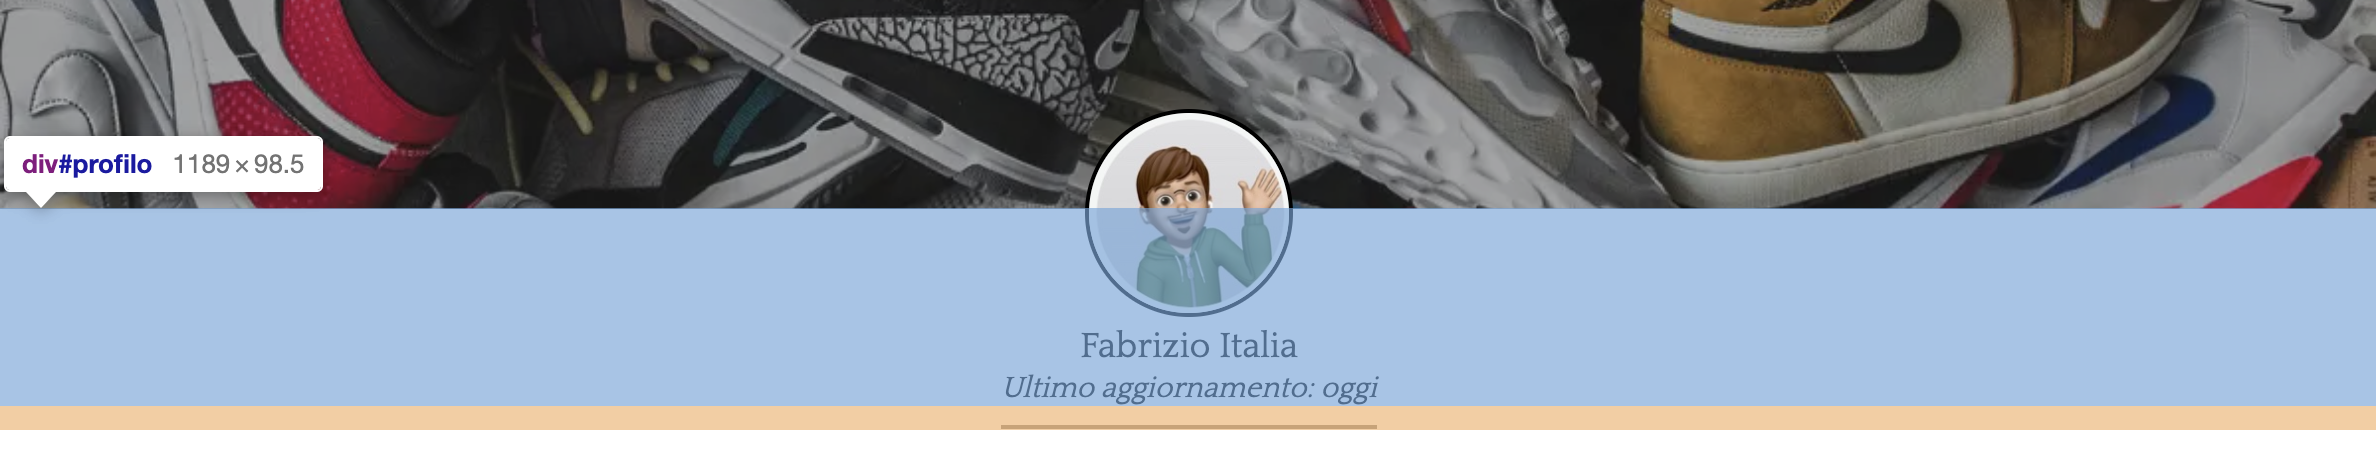 div#profilo 1189 × 98.5
Fabrizio Italia
Ultimo aggiornamento: oggi